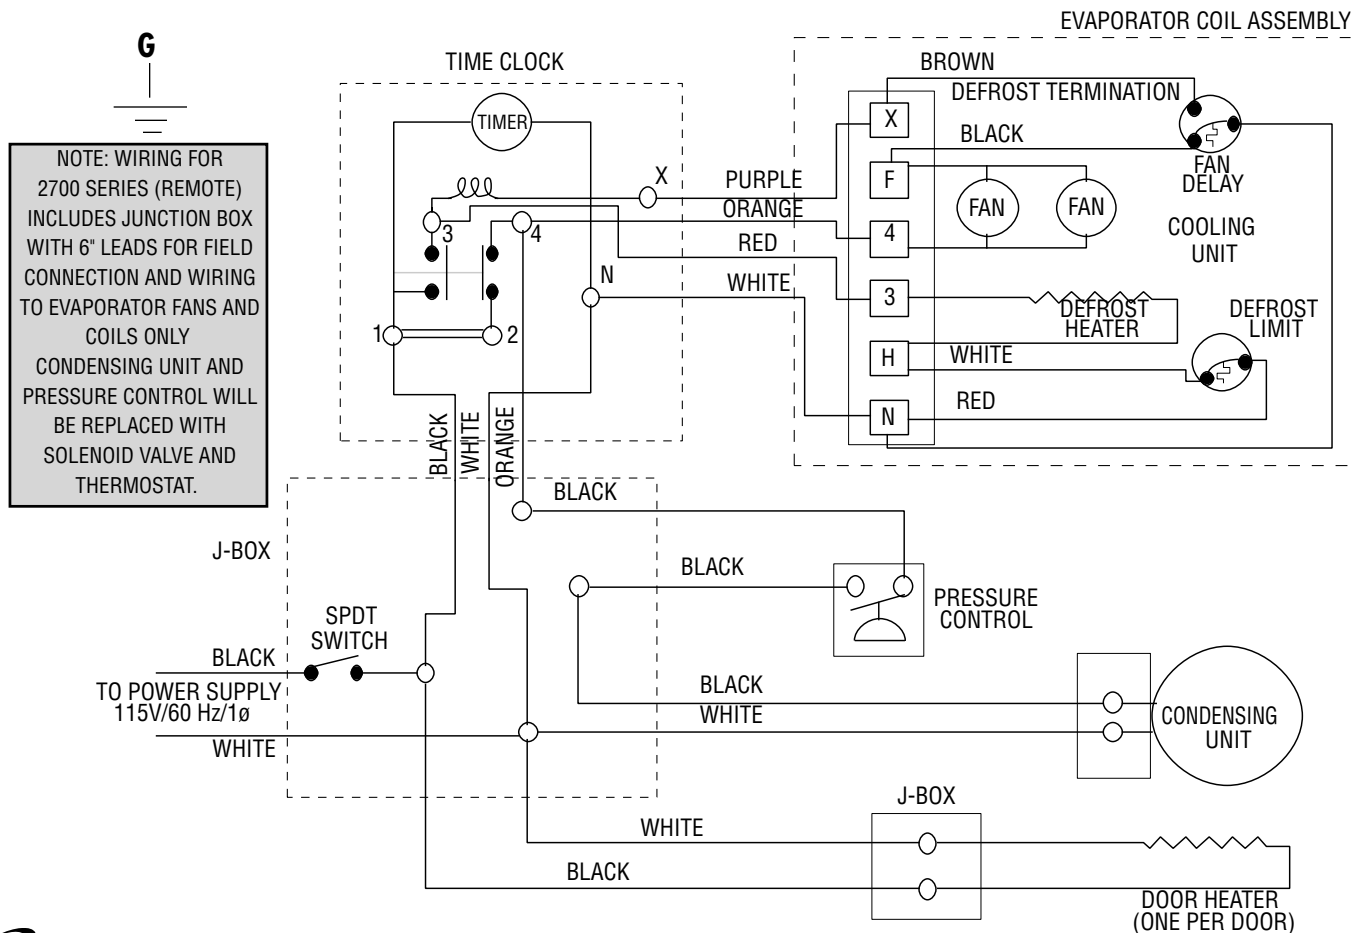 EVAPORATOR COIL ASSEMBLY
G
TIME CLOCK
BROWN
DEFROST TERMINATION
TIMER
X
BLACK
NOTE: WIRING FOR
2700 SERIES (REMOTE)
INCLUDES JUNCTION BOX
WITH 6" LEADS FOR FIELD
CONNECTION AND WIRING
TO EVAPORATOR FANS AND
COILS ONLY
CONDENSING UNIT AND
PRESSURE CONTROL WILL
BE REPLACED WITH
SOLENOID VALVE AND
THERMOSTAT.
X
PURPLE
F
FAN
DELAY
ORANGE
FAN
FAN
3
4
4
COOLING
UNIT
RED
N
WHITE
3
DEFROST
HEATER
DEFROST
LIMIT
1
2
H
WHITE
RED
N
BLACK
WHITE
ORANGE
BLACK
J-BOX
BLACK
PRESSURE
CONTROL
SPDT
SWITCH
BLACK
TO POWER SUPPLY
115V/60 Hz/1ø
WHITE
BLACK
WHITE
CONDENSING
UNIT
J-BOX
WHITE
BLACK
DOOR HEATER
(ONE PER DOOR)